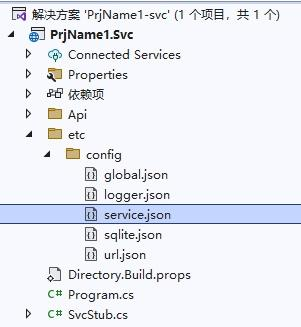 解决方案 'PrjName1-svc' (1 个项目，共 1 个)
PrjName1.Svc
Connected Services
Properties
依赖项
Api
etc
config
global.json
logger.json
service.json
sqlite.json
url.json
Directory.Build.props
C# Program.cs
C# SvcStub.cs